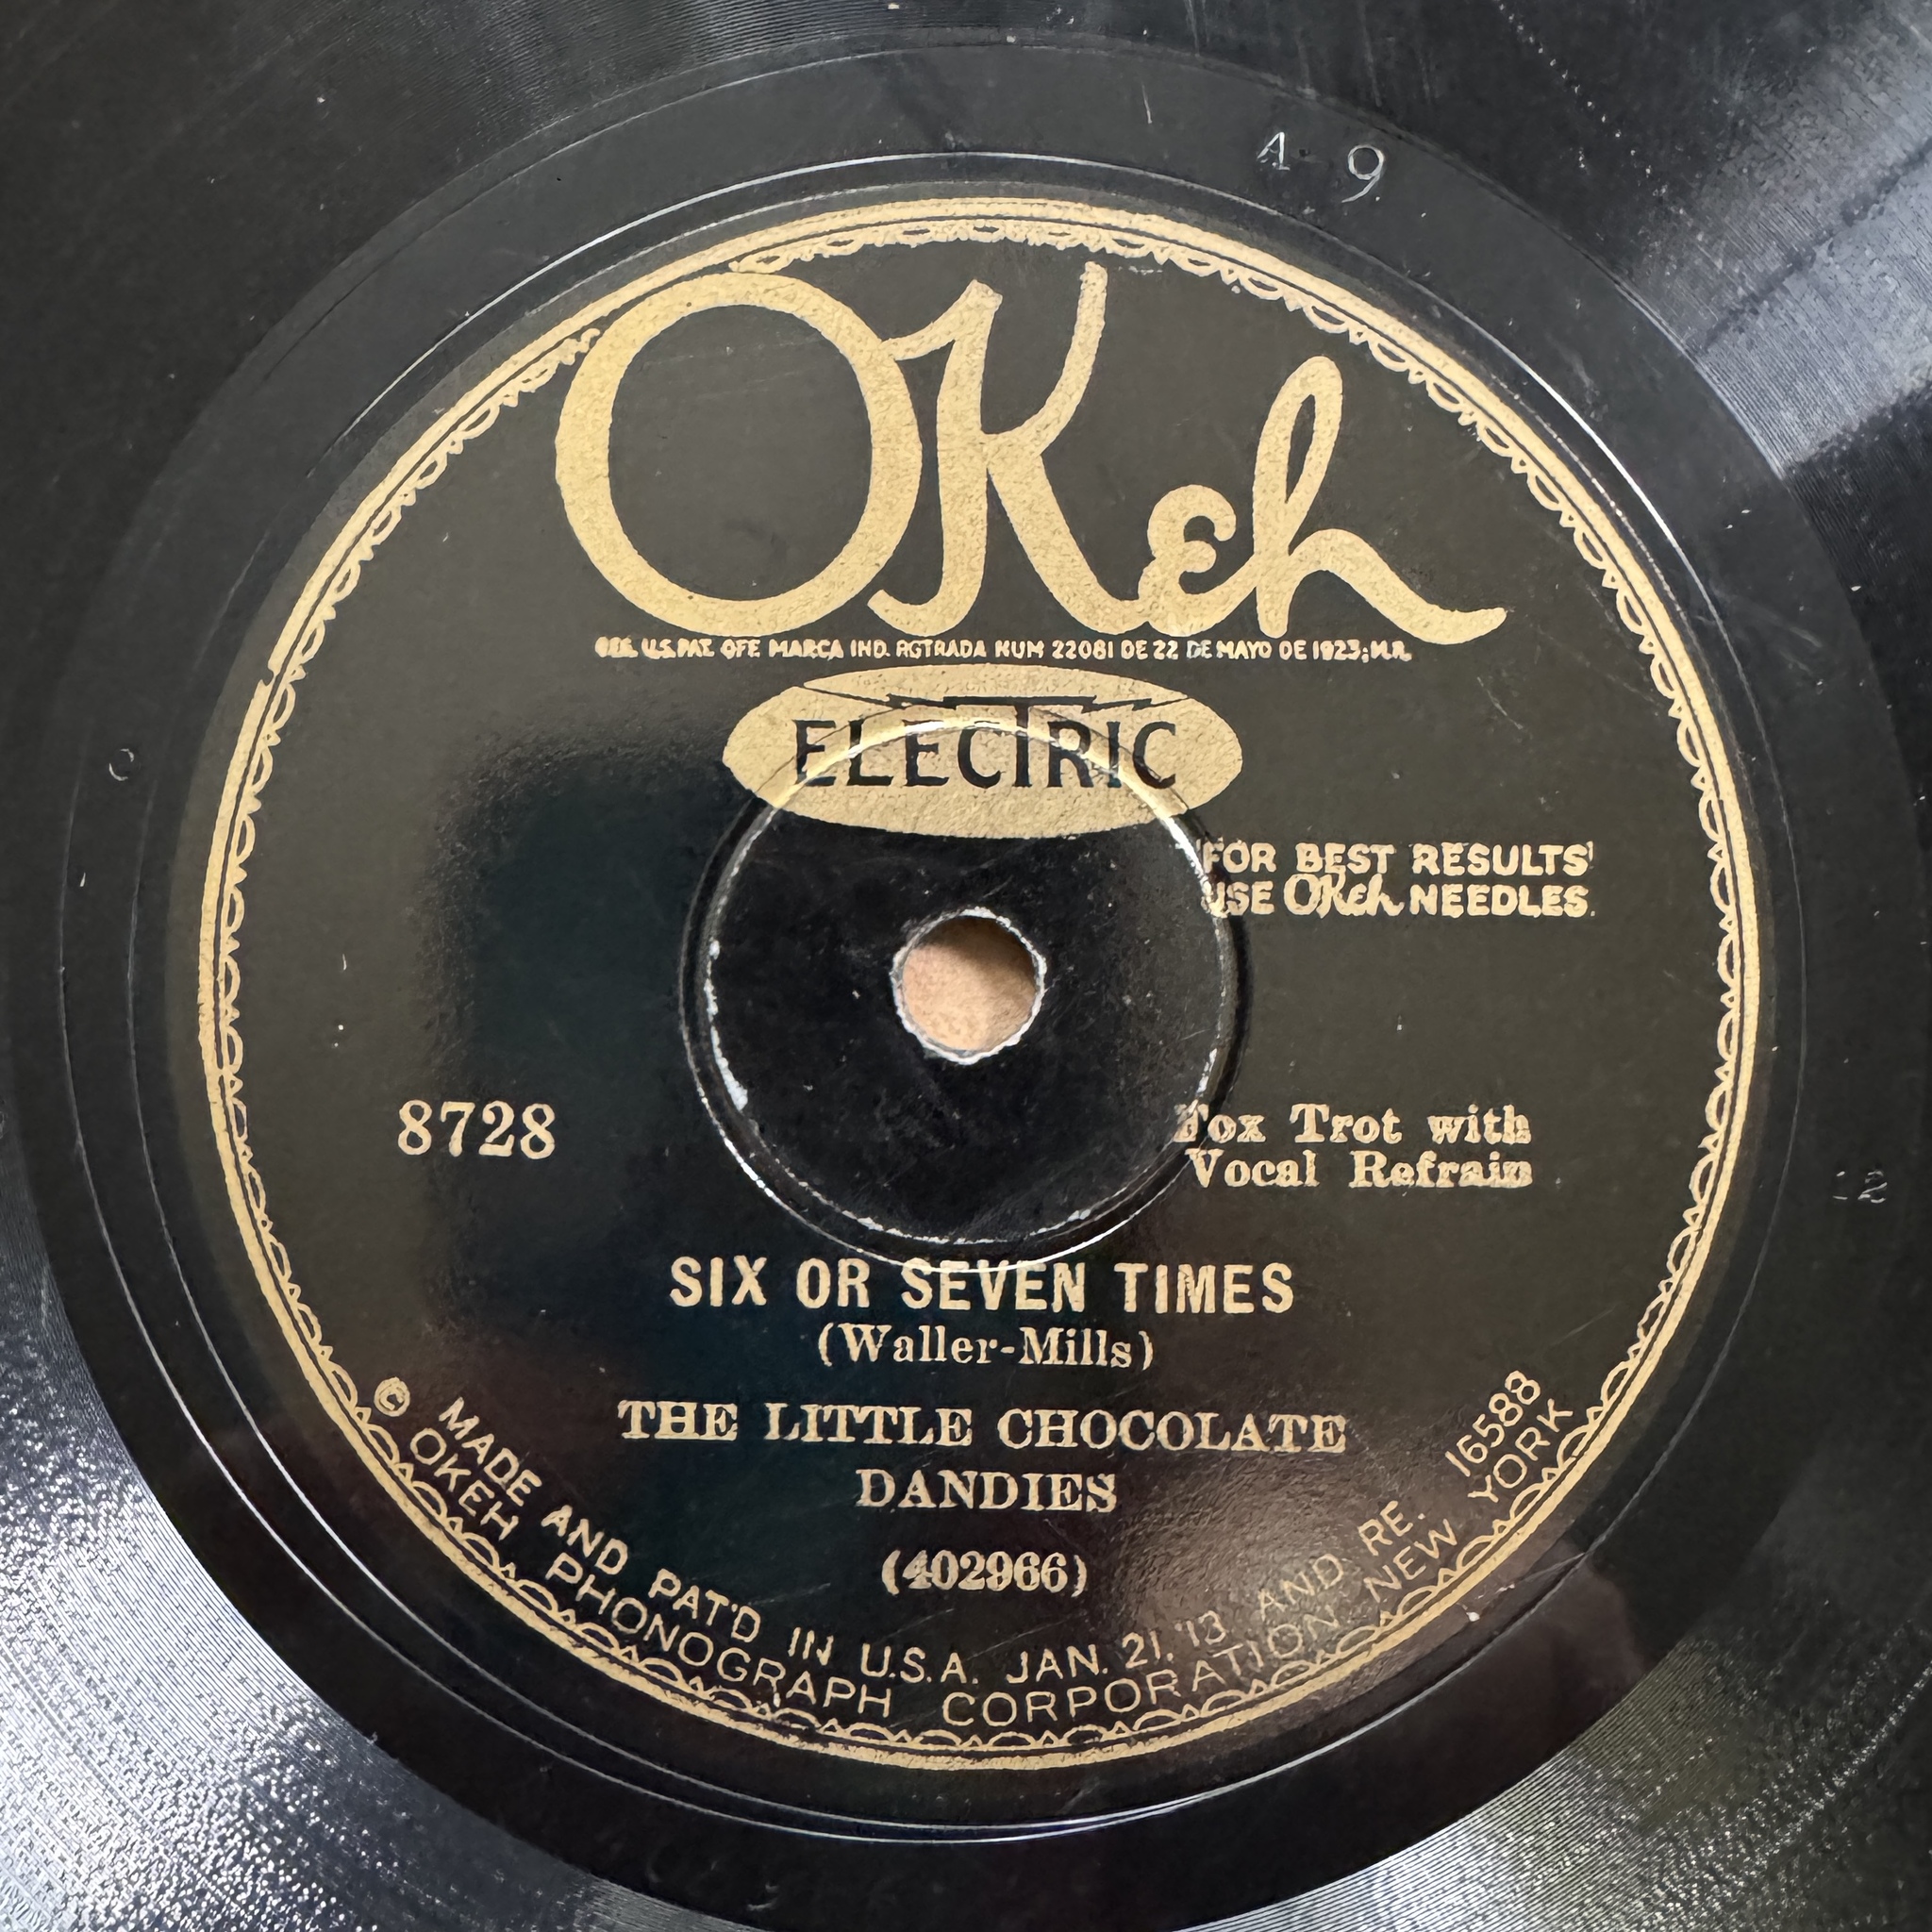 A 9
OKeh
REG. U.S. PAT. OFF. MARCA IND. RGTRADA NUM 22081 DE 22 DE MAYO DE 1923; M.R.
ELECTRIC
FOR BEST RESULTS
USE OKeh NEEDLES.
8728
Fox Trot with
Vocal Refrain
SIX OR SEVEN TIMES
(Waller-Mills)
THE LITTLE CHOCOLATE
DANDIES
(402966)
© MADE AND PAT'D IN U.S.A. JAN. 21. '13 AND RE. 16588
OKEH PHONOGRAPH CORPORATION NEW YORK